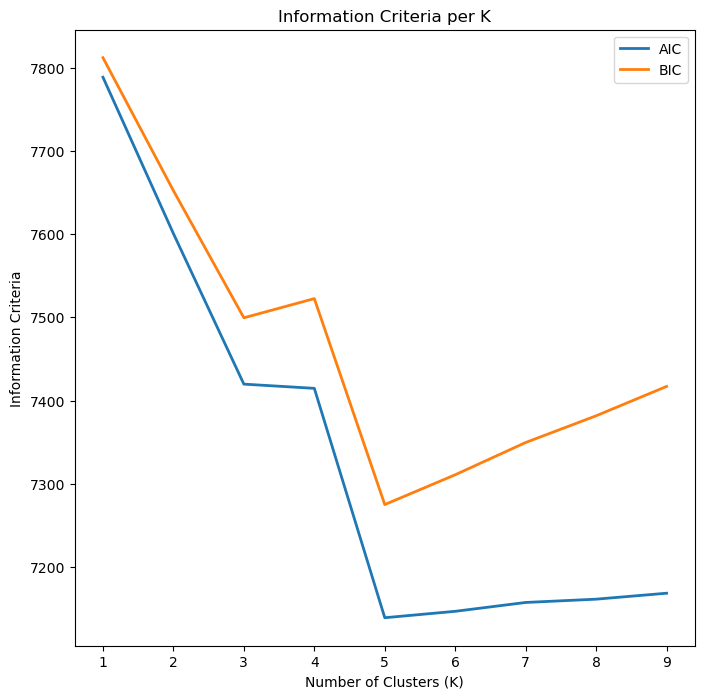 Information Criteria per K
AIC
BIC
7800
7700
7600
7500
7400
7300
7200
Information Criteria
1 2 3 4 5 6 7 8 9
Number of Clusters (K)